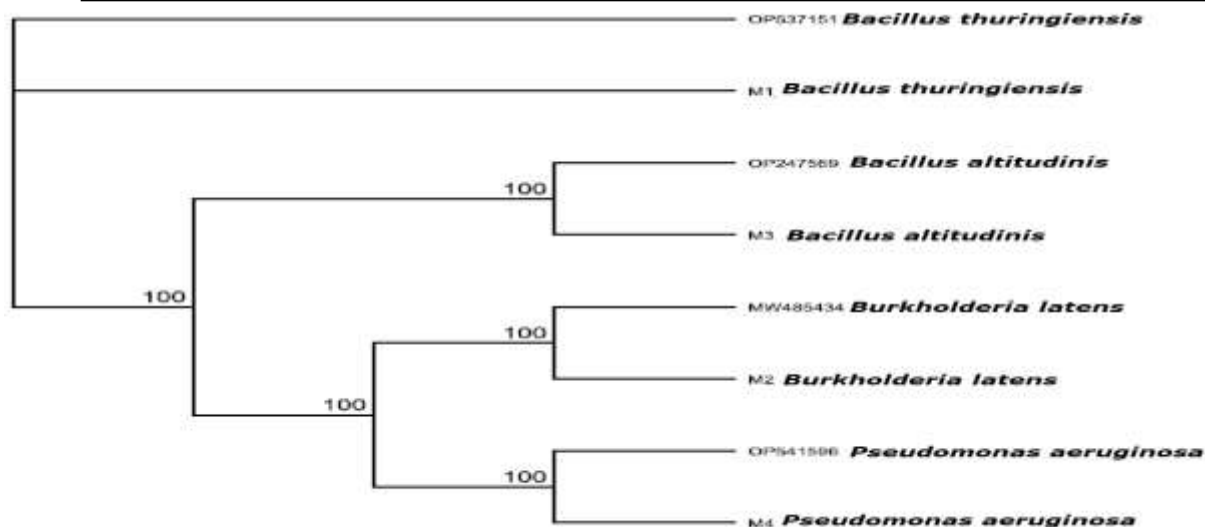 OP537151 Bacillus thuringiensis
M1 Bacillus thuringiensis
OP247569 Bacillus altitudinis
100
M3 Bacillus altitudinis
100
MW485434 Burkholderia latens
100
M2 Burkholderia latens
100
OP541596 Pseudomonas aeruginosa
100
M4 Pseudomonas aeruginosa